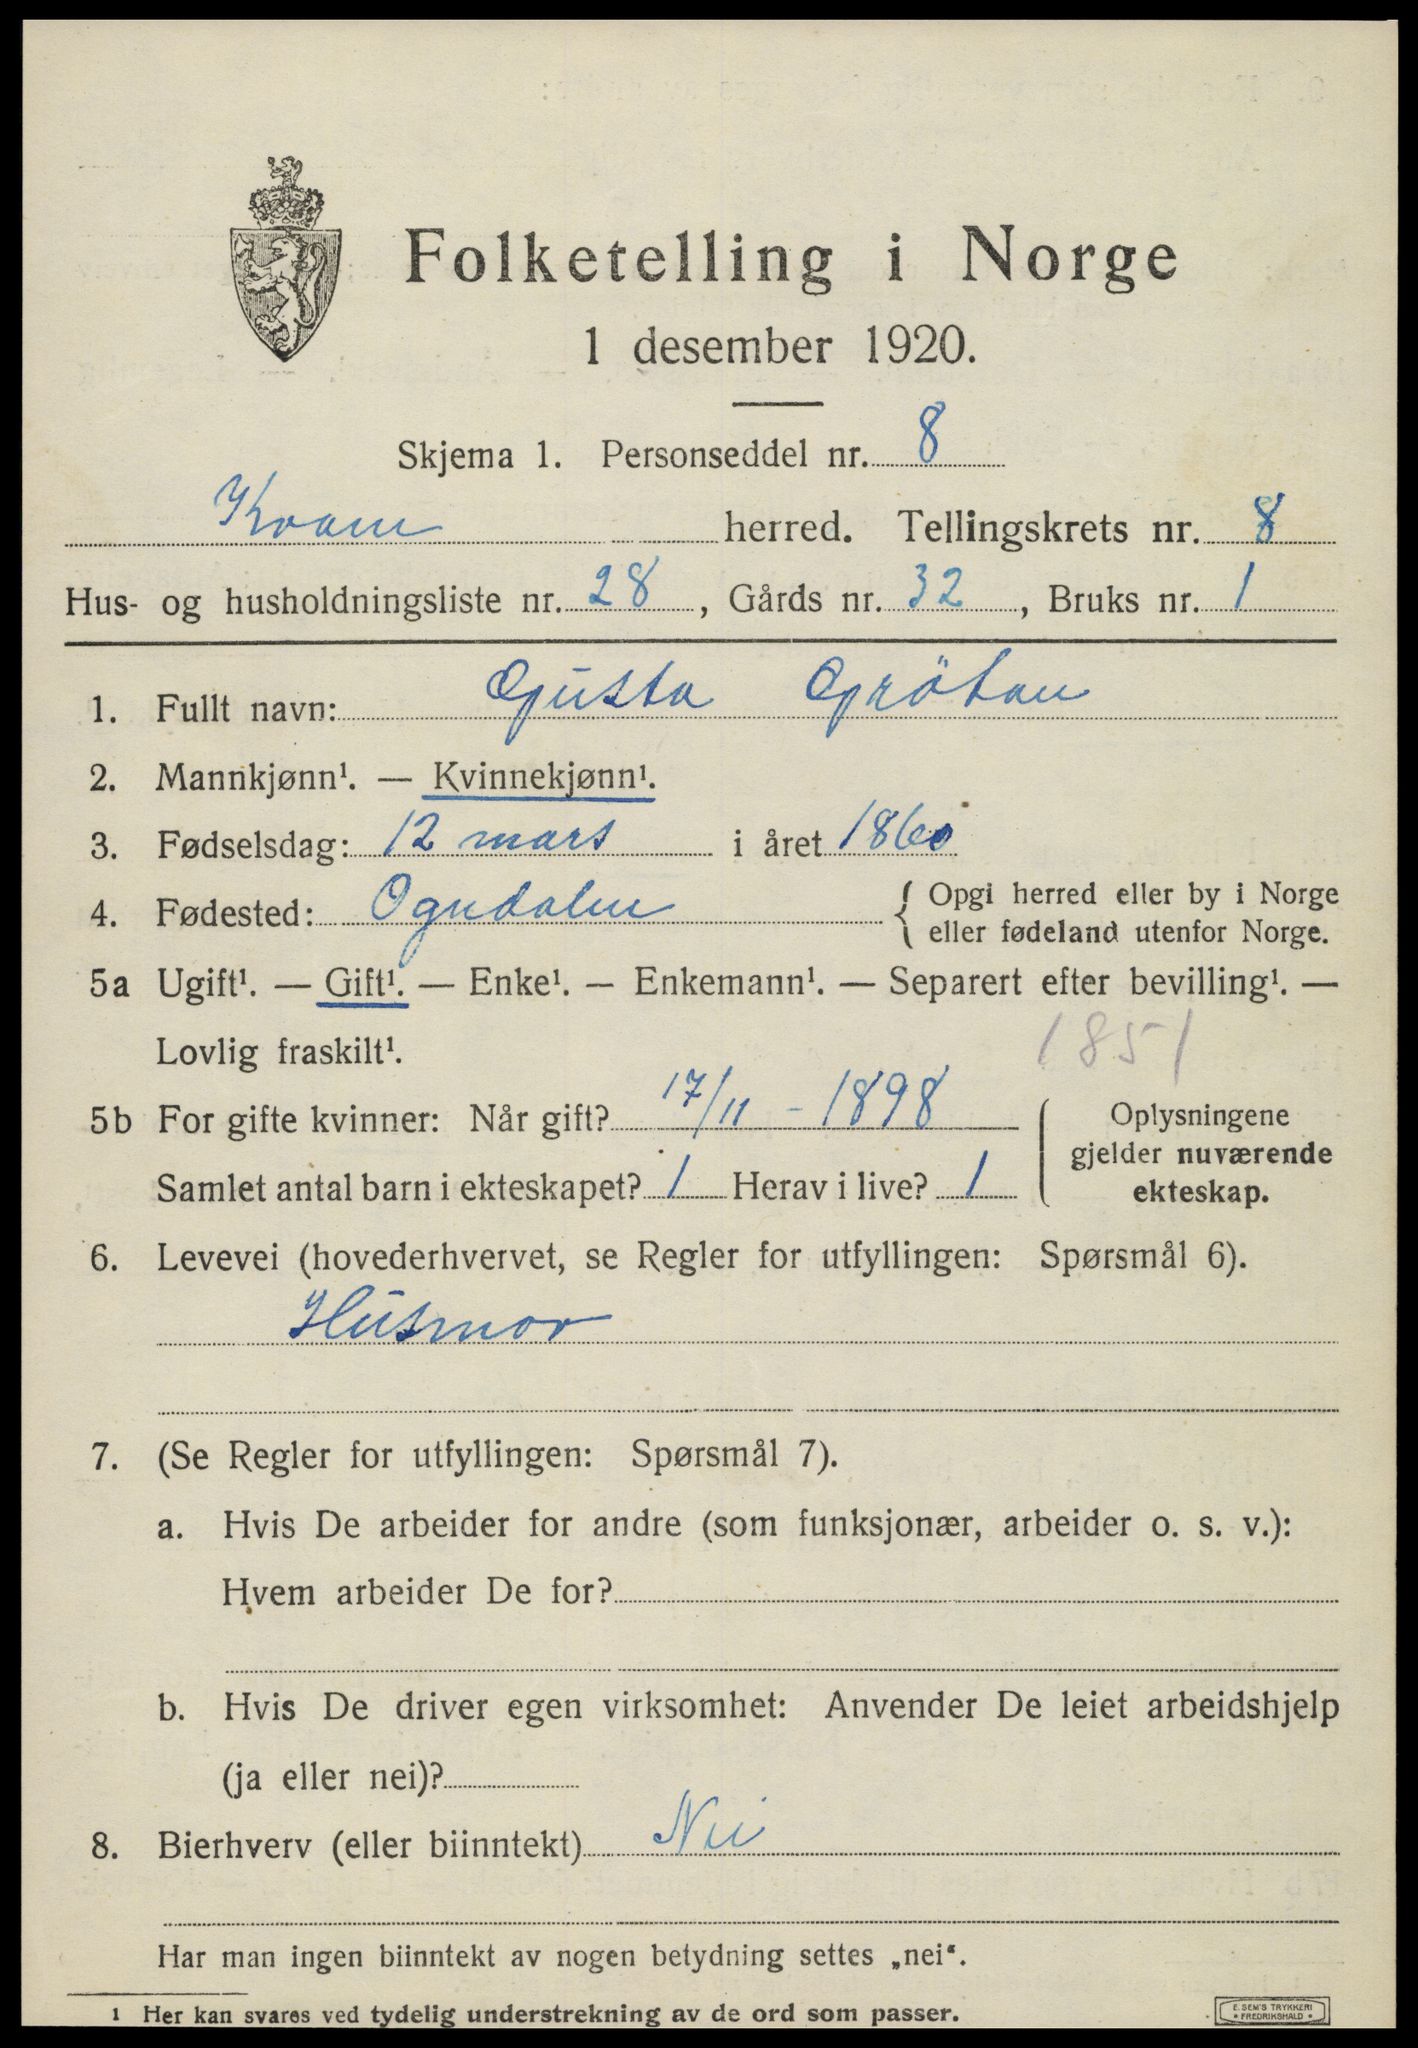 Folketelling i Norge
1 desember 1920.
Skjema 1. Personseddel nr. 8
Kvam herred. Tellingskrets nr. 8
Hus- og husholdningsliste nr. 28, Gårds nr. 32, Bruks nr. 1
1. Fullt navn: Gusta Grötan
2. Mannkjønn¹. — Kvinnekjønn¹.
3. Fødselsdag: 12 mars i året 1860
4. Fødested: Ogndalen { Opgi herred eller by i Norge
eller fødeland utenfor Norge.
5a Ugift¹. — Gift¹. — Enke¹. — Enkemann¹. — Separert efter bevilling¹. —
Lovlig fraskilt¹. 1851
5b For gifte kvinner: Når gift? 17/11 - 1898 ( Oplysningene
gjelder nuværende
Samlet antal barn i ekteskapet? 1 Herav i live? 1 ekteskap.
6. Levevei (hovederhvervet, se Regler for utfyllingen: Spørsmål 6).
Husmor
7. (Se Regler for utfyllingen: Spørsmål 7).
a. Hvis De arbeider for andre (som funksjonær, arbeider o. s. v.):
Hvem arbeider De for?
b. Hvis De driver egen virksomhet: Anvender De leiet arbeidshjelp
(ja eller nei)?
8. Bierhverv (eller biinntekt) Nei
Har man ingen biinntekt av nogen betydning settes „nei“.
1 Her kan svares ved tydelig understrekning av de ord som passer.
E. SEM'S TRYKKERI
• FREDRIKSHALD •